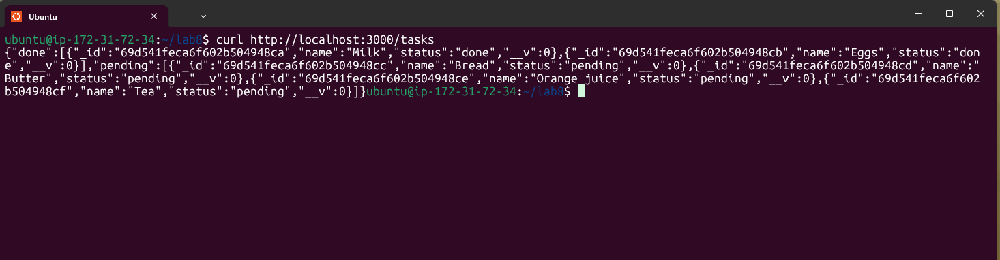 Ubuntu
ubuntu@ip-172-31-72-34:~/lab8$ curl http://localhost:3000/tasks
{"done":[{"_id":"69d541feca6f602b504948ca","name":"Milk","status":"done","__v":0},{"_id":"69d541feca6f602b504948cb","name":"Eggs","status":"don
e","__v":0}],"pending":[{"_id":"69d541feca6f602b504948cc","name":"Bread","status":"pending","__v":0},{"_id":"69d541feca6f602b504948cd","name":"
Butter","status":"pending","__v":0},{"_id":"69d541feca6f602b504948ce","name":"Orange juice","status":"pending","__v":0},{"_id":"69d541feca6f602
b504948cf","name":"Tea","status":"pending","__v":0}]}ubuntu@ip-172-31-72-34:~/lab8$